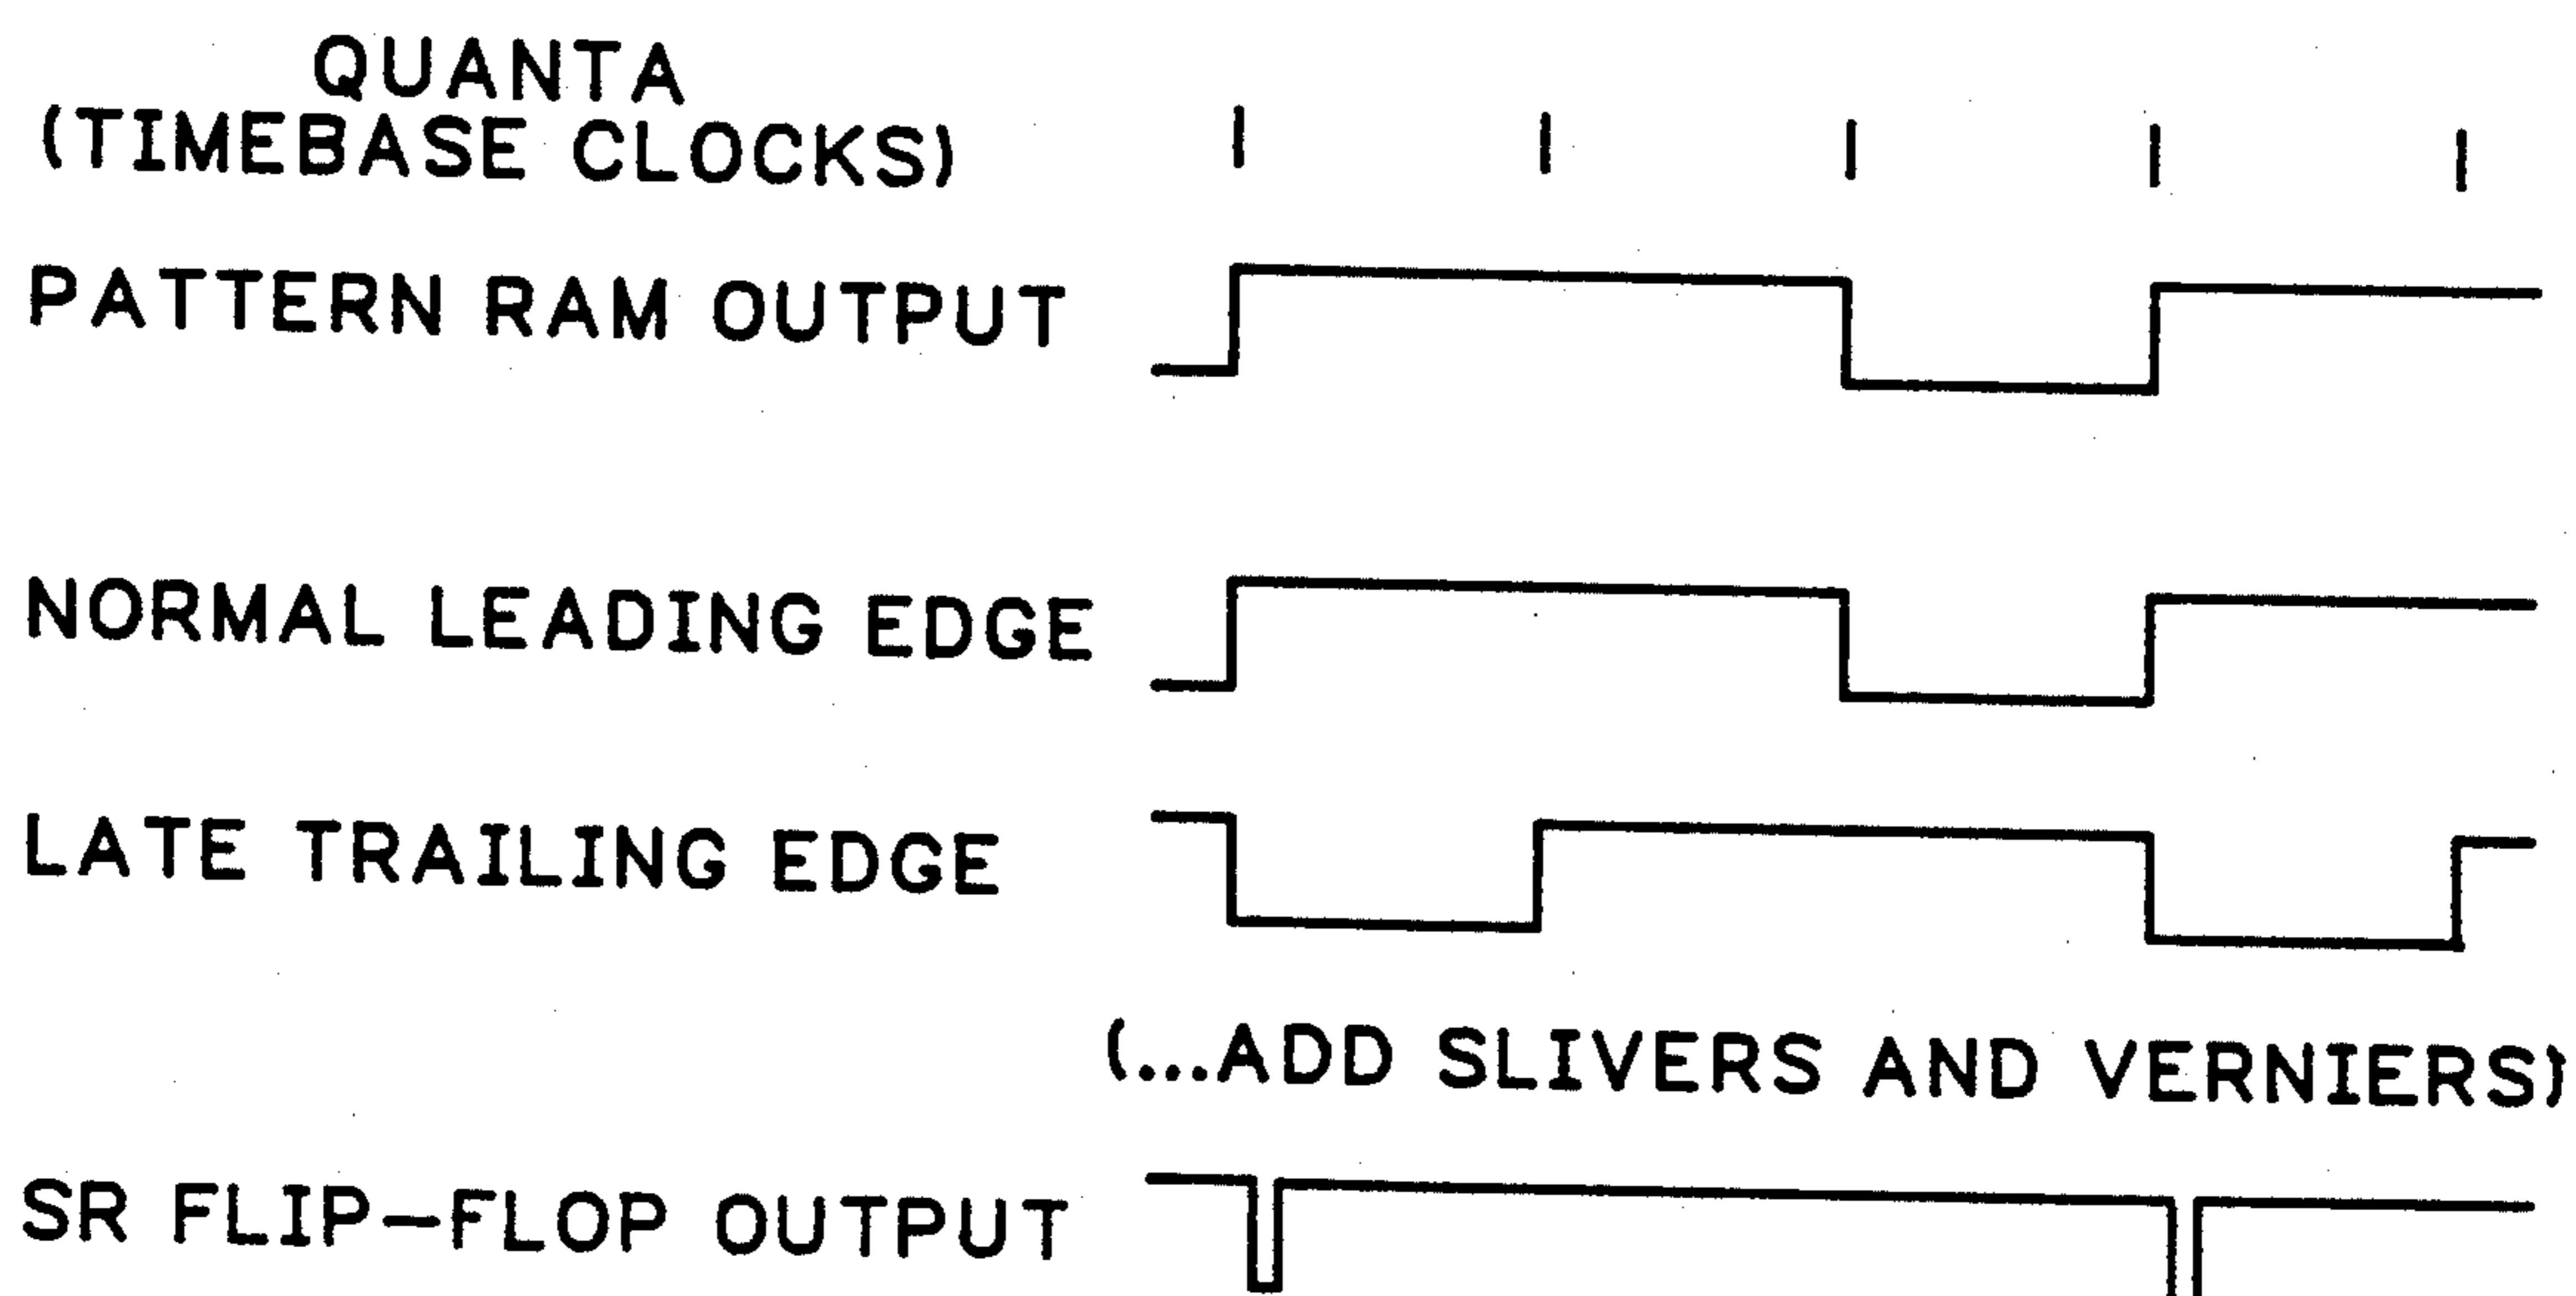 QUANTA
(TIMEBASE CLOCKS)
PATTERN RAM OUTPUT
NORMAL LEADING EDGE
LATE TRAILING EDGE
(...ADD SLIVERS AND VERNIERS)
SR FLIP-FLOP OUTPUT